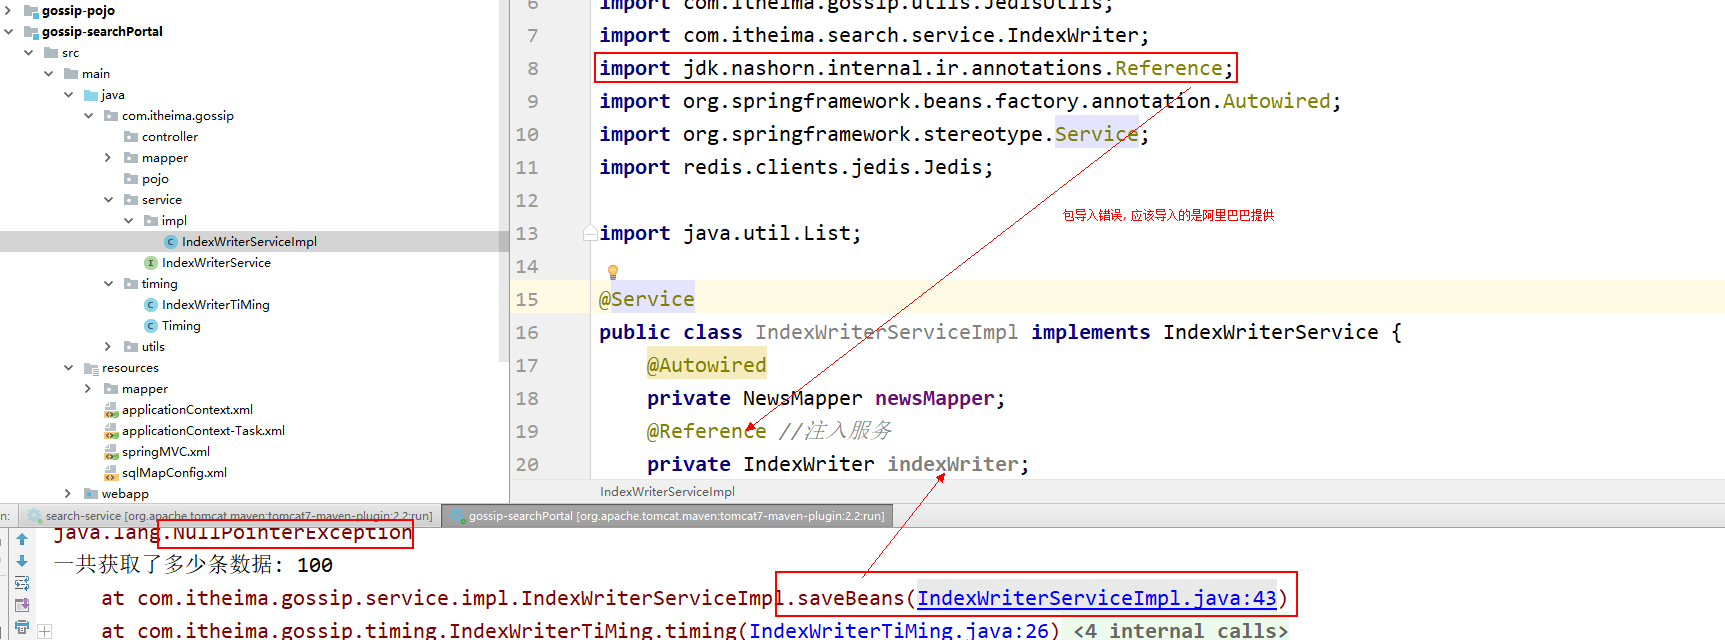 gossip-pojo
gossip-searchPortal
src
main
java
com.itheima.gossip
controller
mapper
pojo
service
impl
IndexWriterServiceImpl
IndexWriterService
timing
IndexWriterTiMing
Timing
utils
resources
mapper
applicationContext.xml
applicationContext-Task.xml
springMVC.xml
sqlMapConfig.xml
webapp
6 import com.itheima.gossip.utils.JedisUtils;
7 import com.itheima.search.service.IndexWriter;
8 import jdk.nashorn.internal.ir.annotations.Reference;
9 import org.springframework.beans.factory.annotation.Autowired;
10 import org.springframework.stereotype.Service;
11 import redis.clients.jedis.Jedis;
12
包导入错误, 应该导入的是阿里巴巴提供
13 import java.util.List;
14
15 @Service
16 public class IndexWriterServiceImpl implements IndexWriterService {
17 @Autowired
18 private NewsMapper newsMapper;
19 @Reference //注入服务
20 private IndexWriter indexWriter;
IndexWriterServiceImpl
n: search-service [org.apache.tomcat.maven:tomcat7-maven-plugin:2.2:run] gossip-searchPortal [org.apache.tomcat.maven:tomcat7-maven-plugin:2.2:run]
java.lang.NullPointerException
一共获取了多少条数据: 100
at com.itheima.gossip.service.impl.IndexWriterServiceImpl.saveBeans(IndexWriterServiceImpl.java:43)
at com.itheima.gossip.timing.IndexWriterTiMing.timing(IndexWriterTiMing.java:26) <4 internal calls>